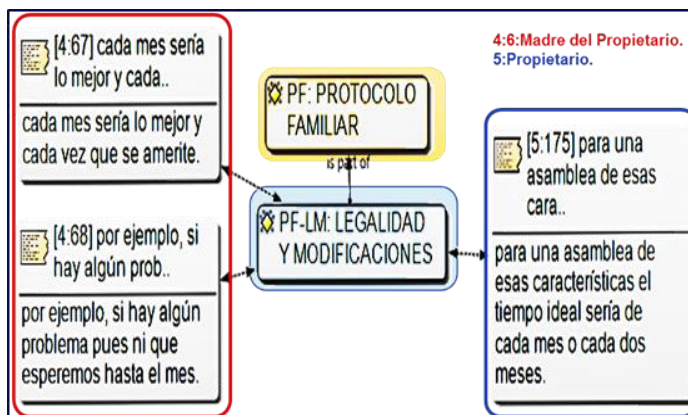 [4:67] cada mes sería
lo mejor y cada..
cada mes sería lo mejor y
cada vez que se amerite.
[4:68] por ejemplo, si
hay algún prob..
por ejemplo, si hay algún
problema pues ni que
esperemos hasta el mes.
PF: PROTOCOLO
FAMILIAR
is part of
PF-LM: LEGALIDAD
Y MODIFICACIONES
4:6:Madre del Propietario.
5:Propietario.
[5:175] para una
asamblea de esas
cara..
para una asamblea de
esas características el
tiempo ideal sería de
cada mes o cada dos
meses.